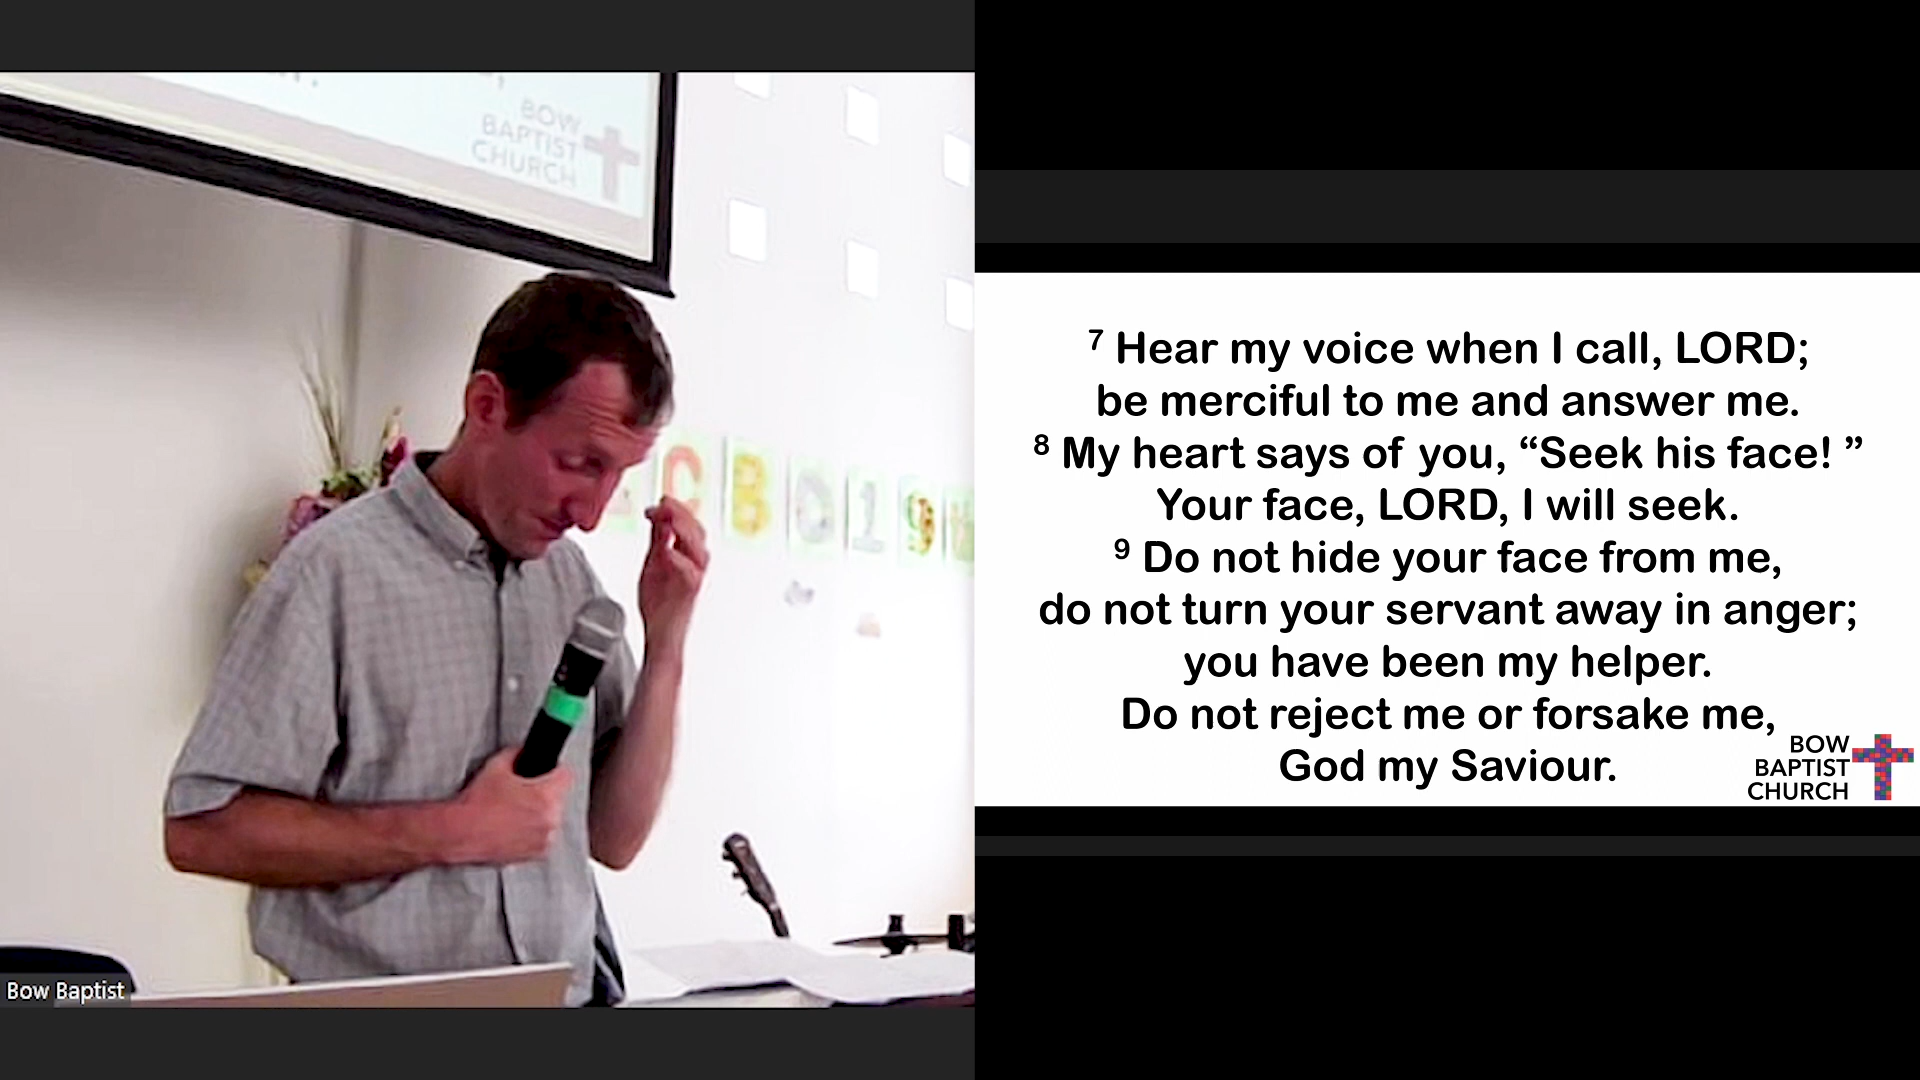 BOW
BAPTIST
CHURCH
C B O 1 9
Bow Baptist
7 Hear my voice when I call, LORD;
be merciful to me and answer me.
8 My heart says of you, “Seek his face! ”
Your face, LORD, I will seek.
9 Do not hide your face from me,
do not turn your servant away in anger;
you have been my helper.
Do not reject me or forsake me,
God my Saviour.
BOW
BAPTIST
CHURCH